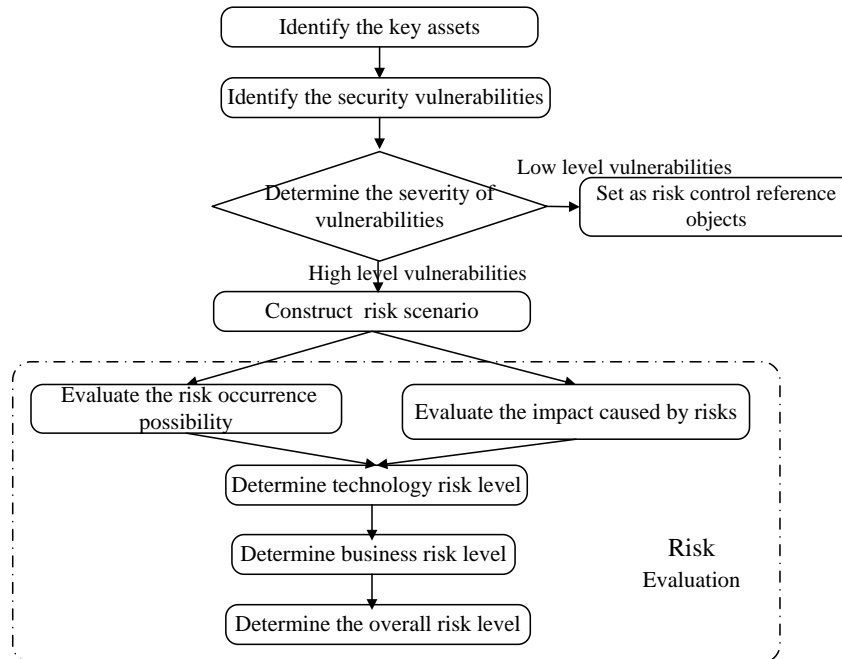 Identify the key assets
Identify the security vulnerabilities
Low level vulnerabilities
Determine the severity of
vulnerabilities
Set as risk control reference
objects
High level vulnerabilities
Construct risk scenario
Evaluate the risk occurrence
possibility
Evaluate the impact caused by risks
Determine technology risk level
Determine business risk level
Risk
Evaluation
Determine the overall risk level